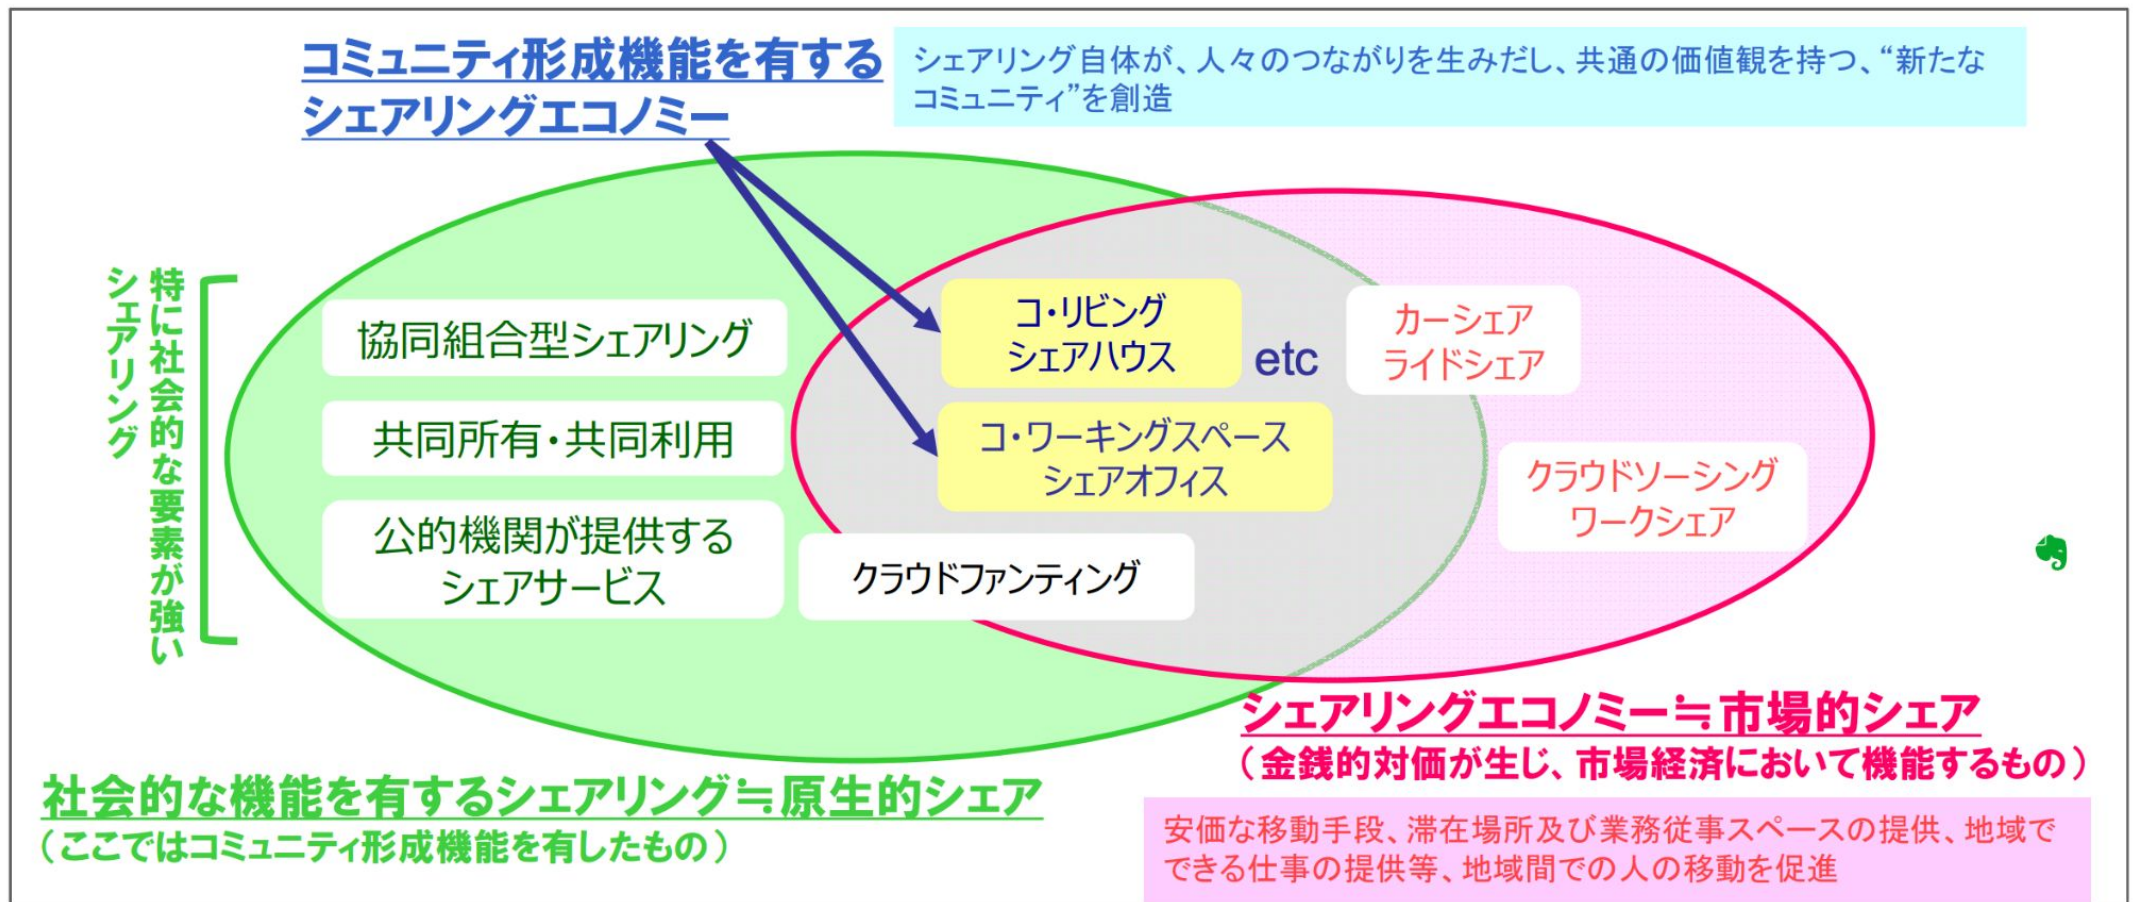 コミュニティ形成機能を有する
シェアリングエコノミー
シェアリング自体が、人々のつながりを生みだし、共通の価値観を持つ、“新たな
コミュニティ”を創造
特に社会的な要素が強い
シェアリング
協同組合型シェアリング
共同所有・共同利用
公的機関が提供する
シェアサービス
コ・リビング
シェアハウス
etc
コ・ワーキングスペース
シェアオフィス
クラウドファンティング
カーシェア
ライドシェア
クラウドソーシング
ワークシェア
シェアリングエコノミー≒市場的シェア
（金銭的対価が生じ、市場経済において機能するもの）
社会的な機能を有するシェアリング≒原生的シェア
（ここではコミュニティ形成機能を有したもの）
安価な移動手段、滞在場所及び業務従事スペースの提供、地域で
できる仕事の提供等、地域間での人の移動を促進